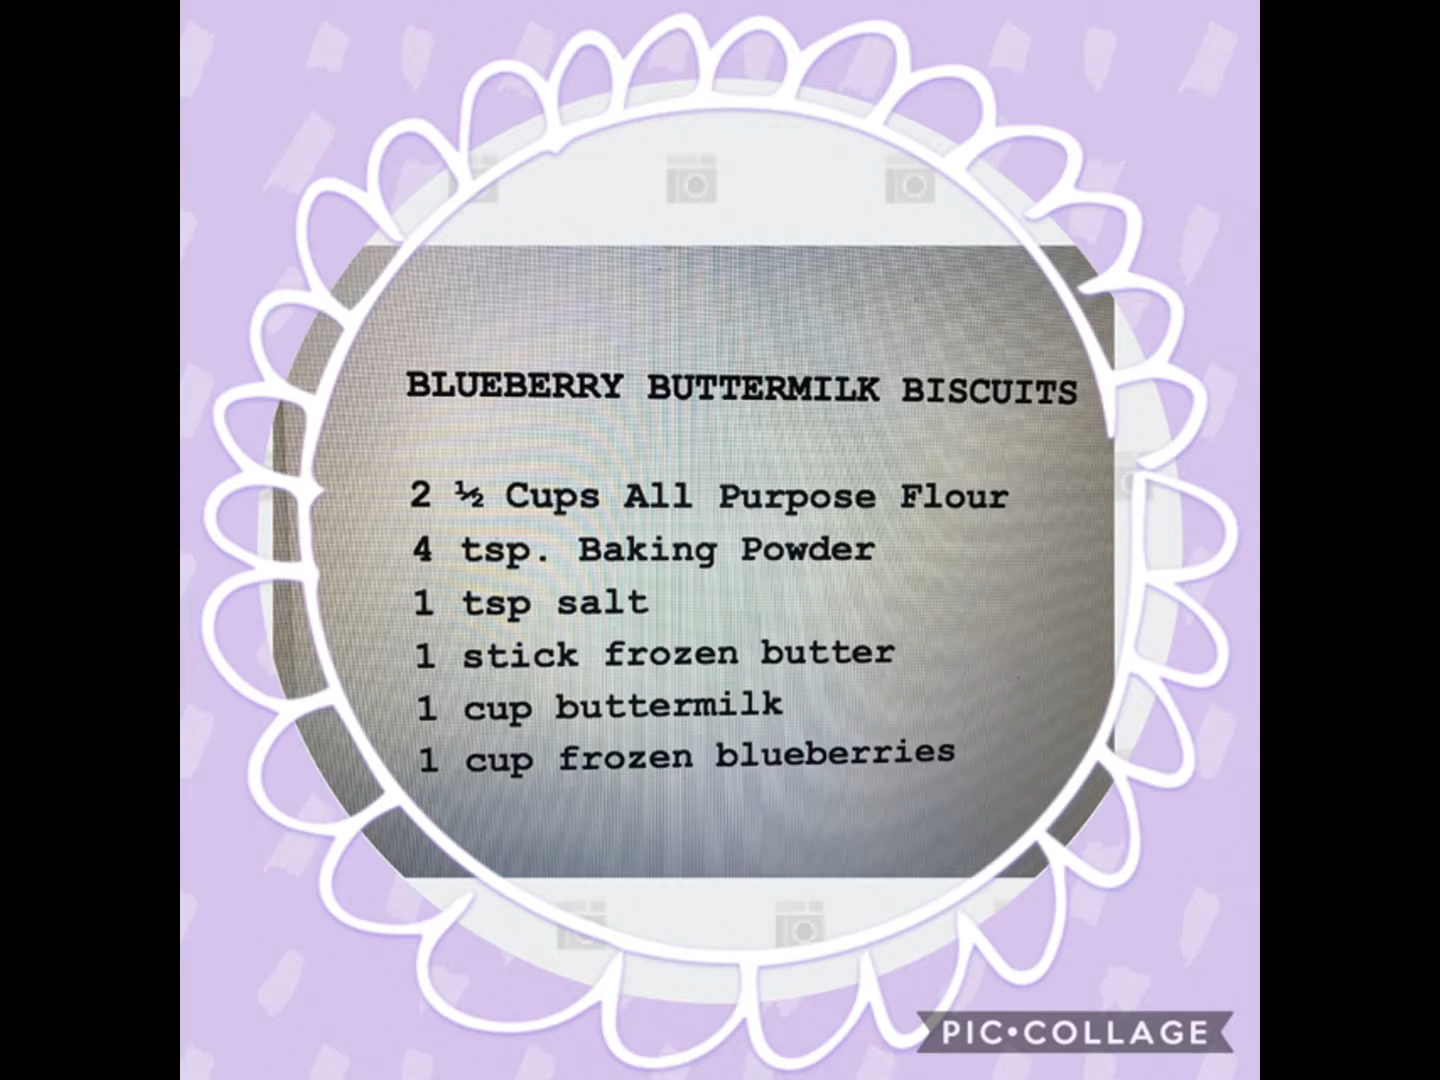 BLUEBERRY BUTTERMILK BISCUITS
2 ½ Cups All Purpose Flour
4 tsp. Baking Powder
1 tsp salt
1 stick frozen butter
1 cup buttermilk
1 cup frozen blueberries
PIC•COLLAGE